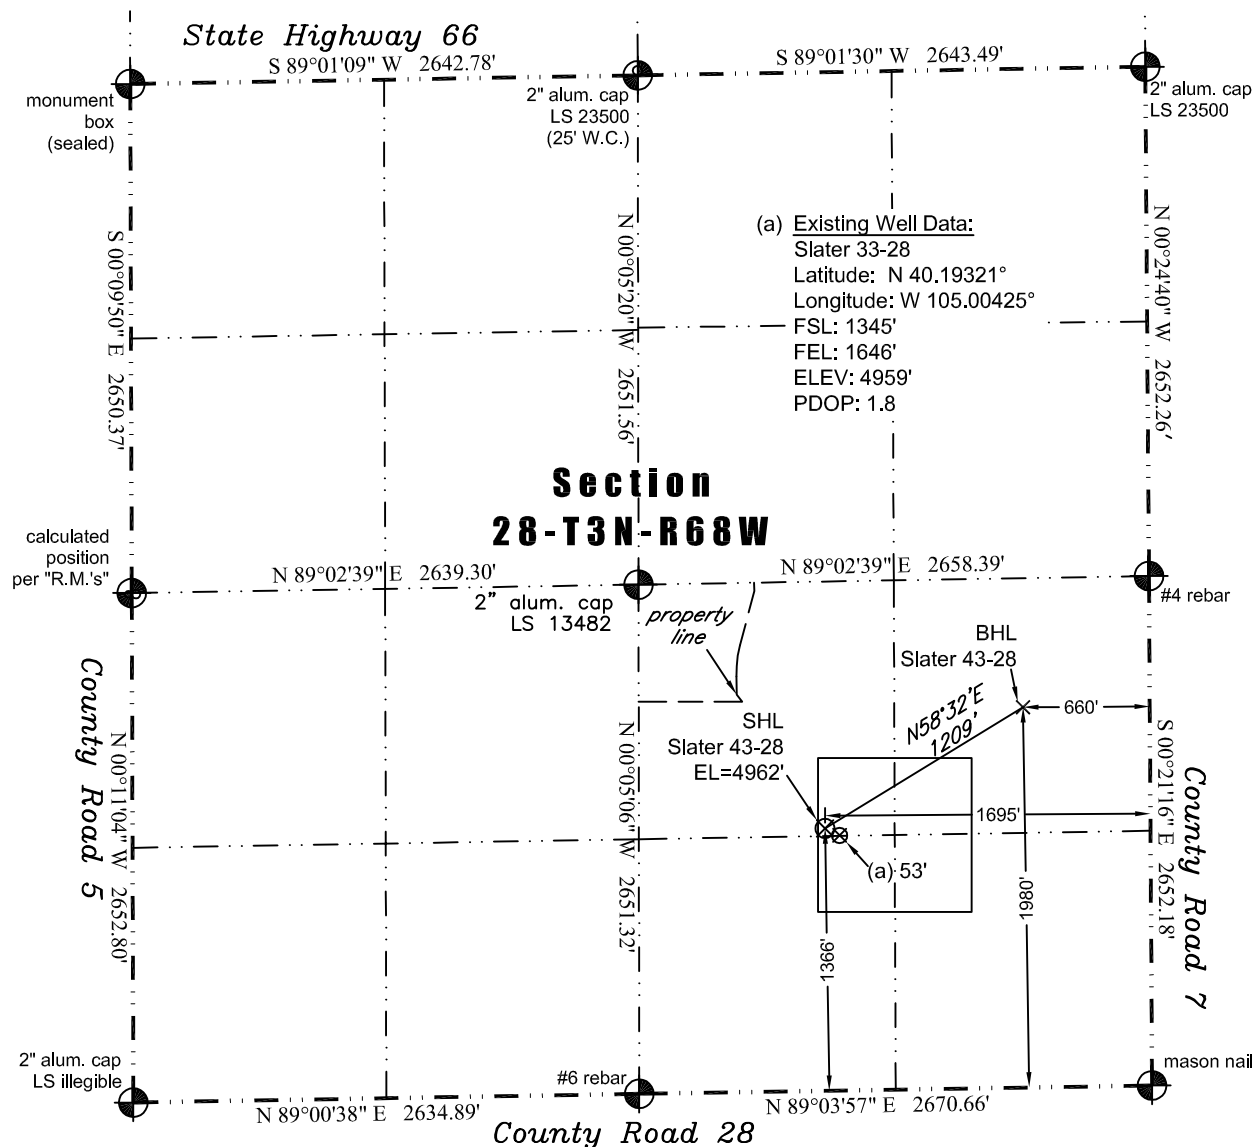 State Highway 66
S 89°01'09" W 2642.78'
S 89°01'30" W 2643.49'
monument
box
(sealed)
2" alum. cap
LS 23500
(25' W.C.)
2" alum. cap
LS 23500
S 00°09'50" E 2650.37'
N 00°05'20" W 2651.56'
N 00°24'40" W 2652.26'
(a) Existing Well Data:
Slater 33-28
Latitude: N 40.19321°
Longitude: W 105.00425°
FSL: 1345'
FEL: 1646'
ELEV: 4959'
PDOP: 1.8
Section
28-T3N-R68W
calculated
position
per "R.M.'s"
N 89°02'39" E 2639.30'
N 89°02'39" E 2658.39'
2" alum. cap
LS 13482
#4 rebar
property
line
BHL
Slater 43-28
N58°32'E
1209'
660'
SHL
Slater 43-28
EL=4962'
1695'
(a) 53'
1366'
1980'
County Road 5
N 00°11'04" W 2652.80'
N 00°05'06" W 2651.32'
S 00°21'16" E 2652.18'
County Road 7
2" alum. cap
LS illegible
#6 rebar
mason nail
N 89°00'38" E 2634.89'
N 89°03'57" E 2670.66'
County Road 28